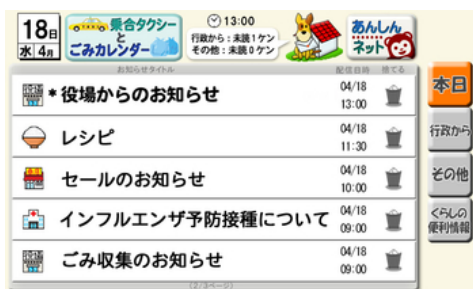 18日
水 4月
乗合タクシー
と
ごみカレンダー
13:00
行政から:未読1ケン
その他:未読0ケン
あんしん
ネット
お知らせタイトル 配信日時 捨てる
役場 *役場からのお知らせ 04/18 13:00
レシピ 04/18 11:30
セールのお知らせ 04/18 10:00
インフルエンザ予防接種について 04/18 09:00
役場 ごみ収集のお知らせ 04/18 09:00
(2/3ページ)
本日
行政から
その他
くらしの
便利情報